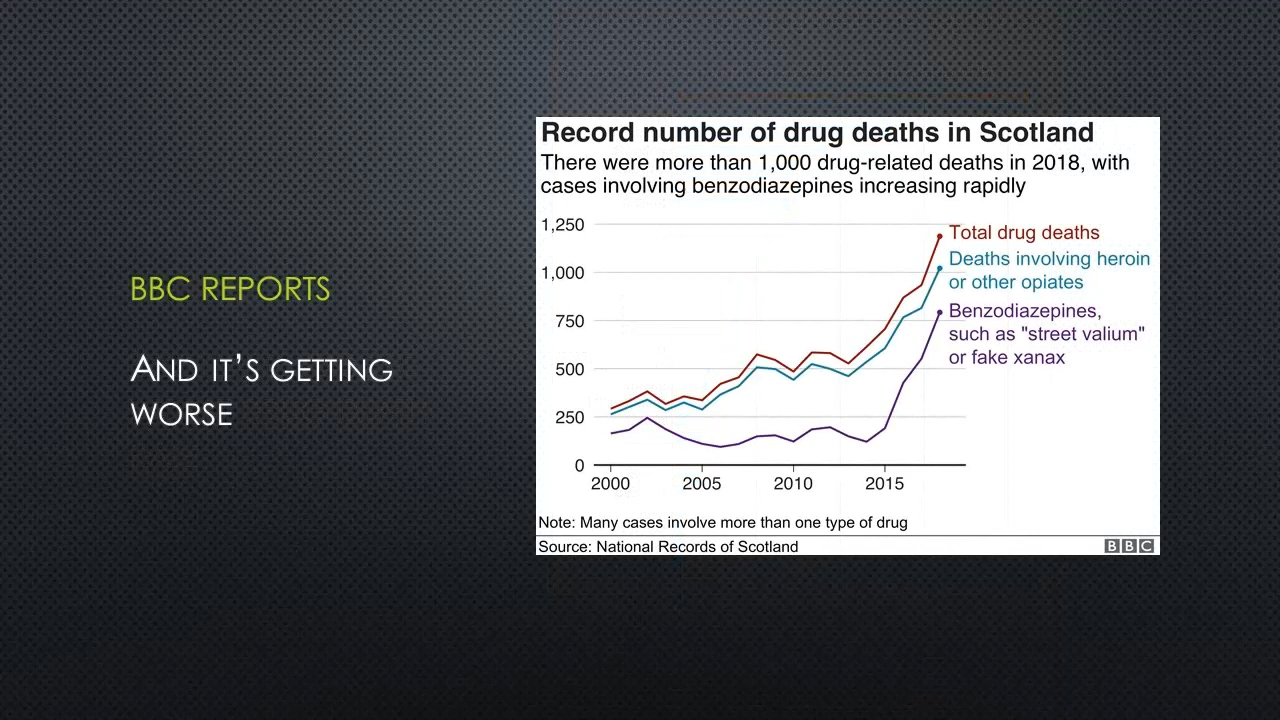 BBC REPORTS
AND IT'S GETTING
WORSE
Record number of drug deaths in Scotland
There were more than 1,000 drug-related deaths in 2018, with
cases involving benzodiazepines increasing rapidly
1,250
1,000
750
500
250
0
2000 2005 2010 2015
Total drug deaths
Deaths involving heroin
or other opiates
Benzodiazepines,
such as "street valium"
or fake xanax
Note: Many cases involve more than one type of drug
Source: National Records of Scotland
BBC